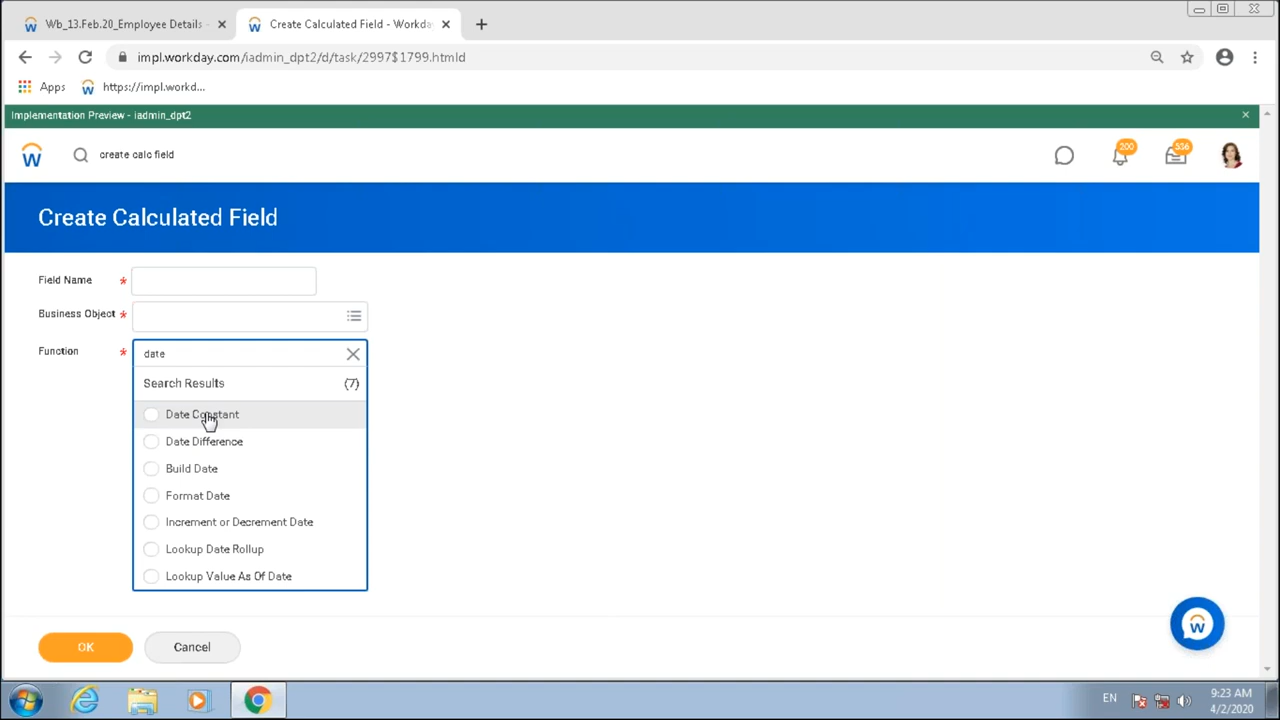 Wb_13.Feb.20_Employee Details -
Create Calculated Field - Workda
impl.workday.com/iadmin_dpt2/d/task/2997$1799.htmld
Apps
https://impl.workd...
Implementation Preview - iadmin_dpt2
create calc field
200
Create Calculated Field
Field Name *
Business Object *
Function *
date
Search Results (7)
Date Constant
Date Difference
Build Date
Format Date
Increment or Decrement Date
Lookup Date Rollup
Lookup Value As Of Date
OK
Cancel
EN
9:23 AM
4/2/2020